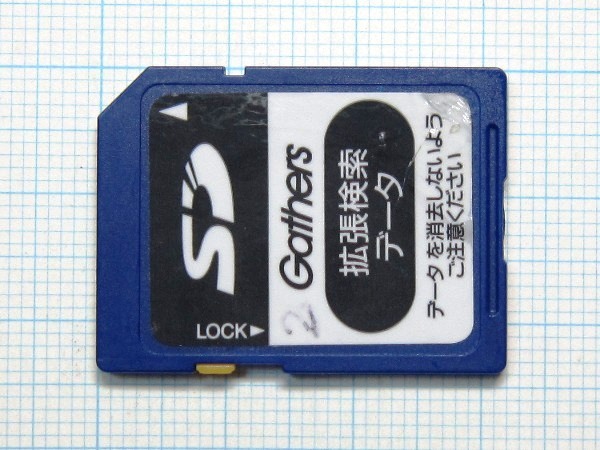 SD
LOCK
Gathers
2
拡張検索
データ
データを消去しないよう
ご注意ください